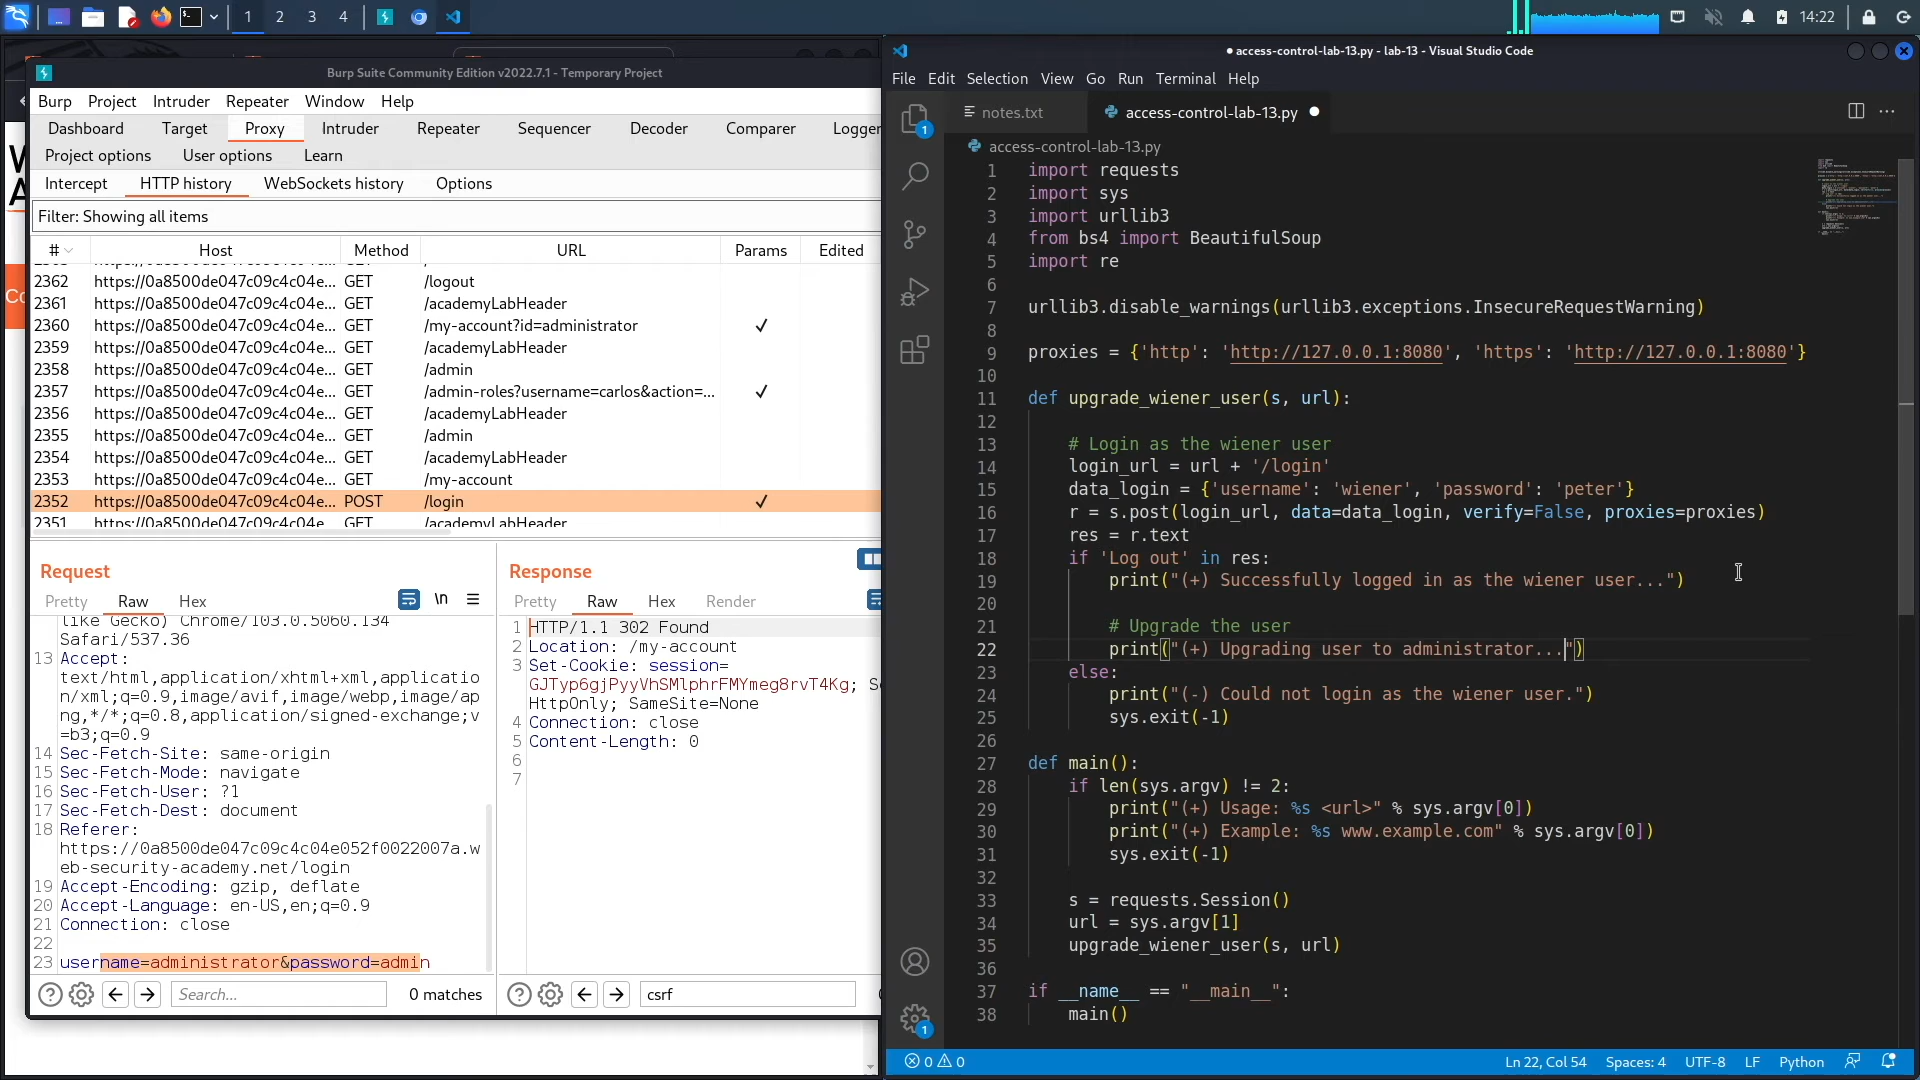 1
2
3
4
14:22
Burp Suite Community Edition v2022.7.1 - Temporary Project
Burp Project Intruder Repeater Window Help
Dashboard Target Proxy Intruder Repeater Sequencer Decoder Comparer Logger
Project options User options Learn
Intercept HTTP history WebSockets history Options
Filter: Showing all items
# Host Method URL Params Edited
2362 https://0a8500de047c09c4c04e... GET /logout
2361 https://0a8500de047c09c4c04e... GET /academyLabHeader
2360 https://0a8500de047c09c4c04e... GET /my-account?id=administrator ✓
2359 https://0a8500de047c09c4c04e... GET /academyLabHeader
2358 https://0a8500de047c09c4c04e... GET /admin
2357 https://0a8500de047c09c4c04e... GET /admin-roles?username=carlos&action=... ✓
2356 https://0a8500de047c09c4c04e... GET /academyLabHeader
2355 https://0a8500de047c09c4c04e... GET /admin
2354 https://0a8500de047c09c4c04e... GET /academyLabHeader
2353 https://0a8500de047c09c4c04e... GET /my-account
2352 https://0a8500de047c09c4c04e... POST /login ✓
2351 https://0a8500de047c09c4c04e... GET /academyLabHeader
Request
Pretty Raw Hex
\n
like Gecko) Chrome/103.0.5060.134
Safari/537.36
13 Accept:
text/html,application/xhtml+xml,applicatio
n/xml;q=0.9,image/avif,image/webp,image/ap
ng,*/*;q=0.8,application/signed-exchange;v
=b3;q=0.9
14 Sec-Fetch-Site: same-origin
15 Sec-Fetch-Mode: navigate
16 Sec-Fetch-User: ?1
17 Sec-Fetch-Dest: document
18 Referer:
https://0a8500de047c09c4c04e052f0022007a.w
eb-security-academy.net/login
19 Accept-Encoding: gzip, deflate
20 Accept-Language: en-US,en;q=0.9
21 Connection: close
22
23 username=administrator&password=admin
Search...
0 matches
Response
Pretty Raw Hex Render
1 HTTP/1.1 302 Found
2 Location: /my-account
3 Set-Cookie: session=
GJTyp6gjPyyVhSMlphrFMYmeg8rvT4Kg; Se
HttpOnly; SameSite=None
4 Connection: close
5 Content-Length: 0
6
7
csrf
● access-control-lab-13.py - lab-13 - Visual Studio Code
File Edit Selection View Go Run Terminal Help
notes.txt
access-control-lab-13.py
access-control-lab-13.py
1 import requests
2 import sys
3 import urllib3
4 from bs4 import BeautifulSoup
5 import re
6
7 urllib3.disable_warnings(urllib3.exceptions.InsecureRequestWarning)
8
9 proxies = {'http': 'http://127.0.0.1:8080', 'https': 'http://127.0.0.1:8080'}
10
11 def upgrade_wiener_user(s, url):
12
13 # Login as the wiener user
14 login_url = url + '/login'
15 data_login = {'username': 'wiener', 'password': 'peter'}
16 r = s.post(login_url, data=data_login, verify=False, proxies=proxies)
17 res = r.text
18 if 'Log out' in res:
19 print("(+) Successfully logged in as the wiener user...")
20
21 # Upgrade the user
22 print("(+) Upgrading user to administrator...")
23 else:
24 print("(-) Could not login as the wiener user.")
25 sys.exit(-1)
26
27 def main():
28 if len(sys.argv) != 2:
29 print("(+) Usage: %s <url>" % sys.argv[0])
30 print("(+) Example: %s www.example.com" % sys.argv[0])
31 sys.exit(-1)
32
33 s = requests.Session()
34 url = sys.argv[1]
35 upgrade_wiener_user(s, url)
36
37 if __name__ == "__main__":
38 main()
1
1
0 0
Ln 22, Col 54 Spaces: 4 UTF-8 LF Python